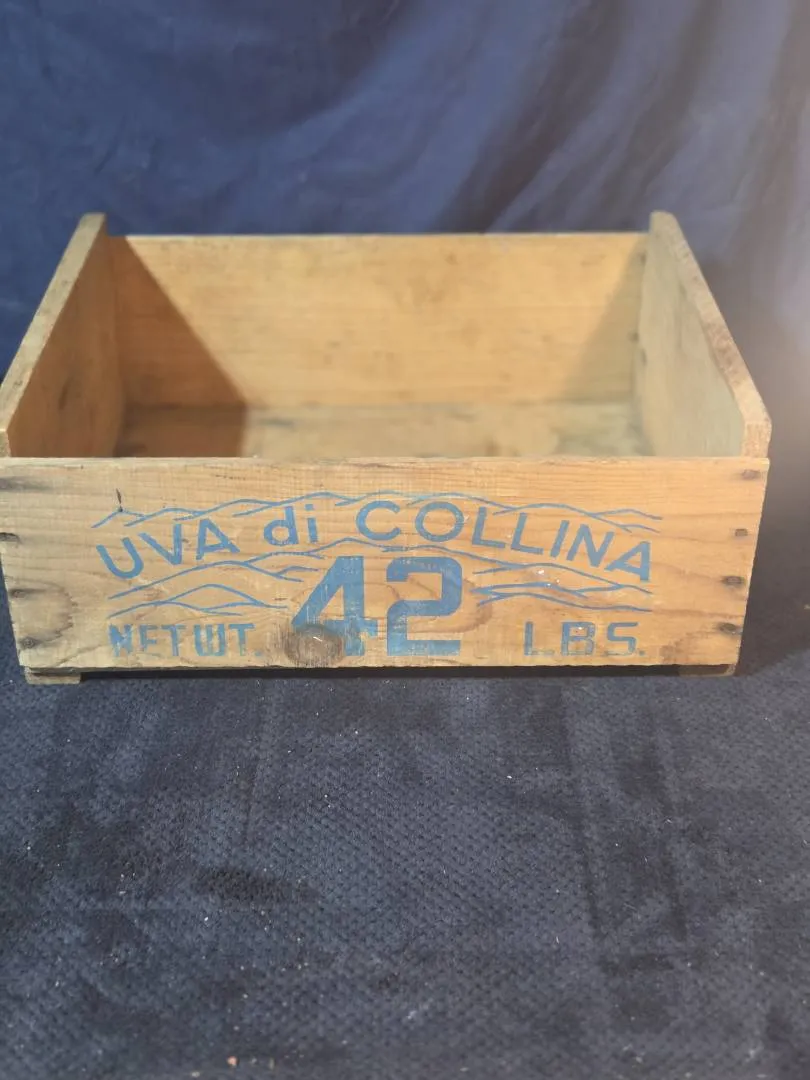 UVA di COLLINA
42
NET WT. LBS.